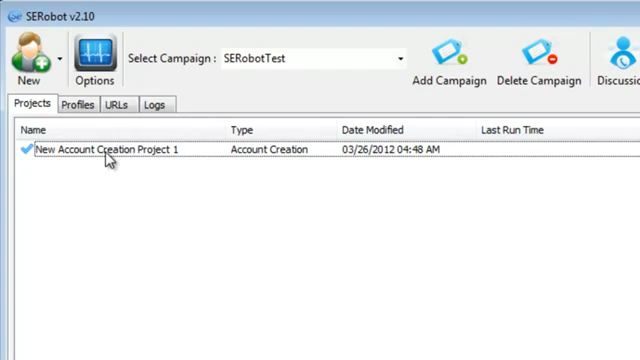 SERobot v2.10
New
Options
Select Campaign :
SERobotTest
Add Campaign
Delete Campaign
Discussio
Projects
Profiles
URLs
Logs
Name
Type
Date Modified
Last Run Time
New Account Creation Project 1
Account Creation
03/26/2012 04:48 AM